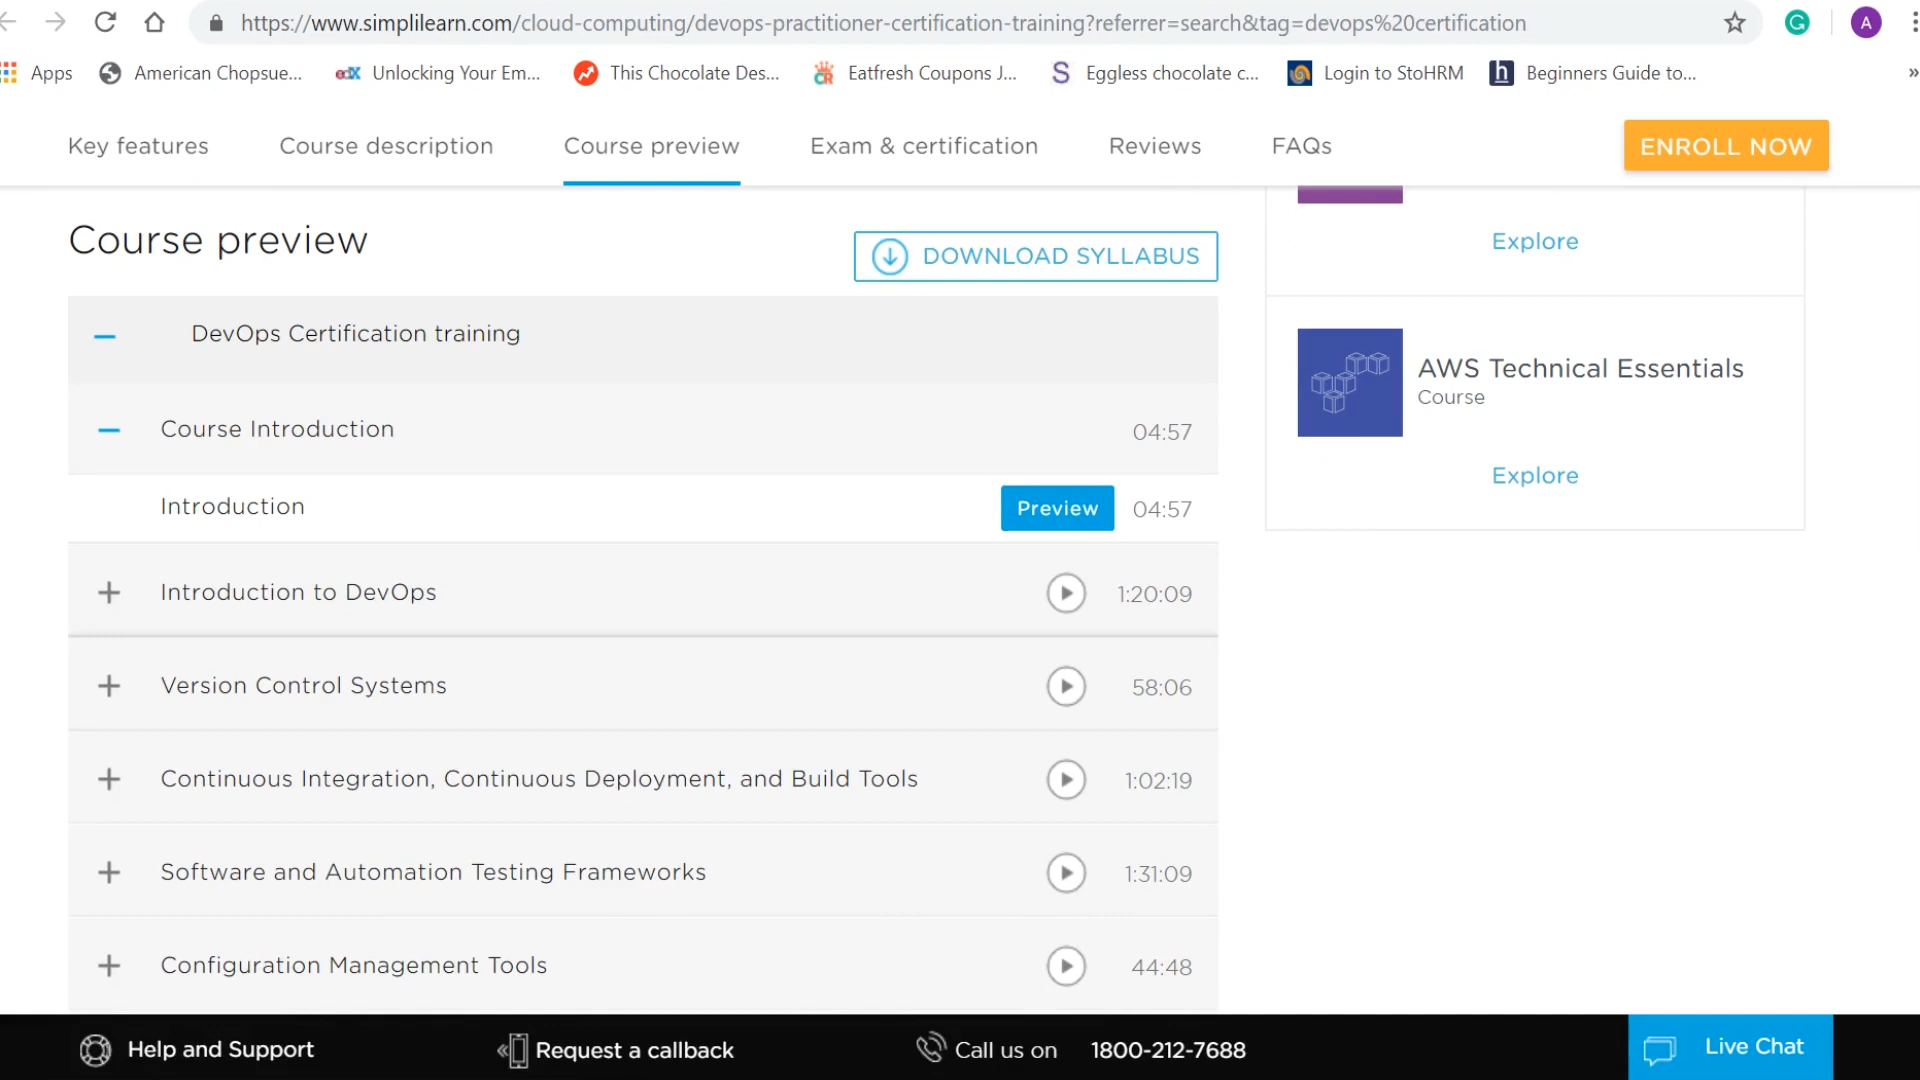 https://www.simplilearn.com/cloud-computing/devops-practitioner-certification-training?referrer=search&tag=devops%20certification
G
A
Apps
American Chopsue...
edX
Unlocking Your Em...
This Chocolate Des...
CR
Eatfresh Coupons J...
S
Eggless chocolate c...
Login to StoHRM
h
Beginners Guide to...
»
Key features
Course description
Course preview
Exam & certification
Reviews
FAQs
ENROLL NOW
Course preview
DOWNLOAD SYLLABUS
Explore
DevOps Certification training
AWS Technical Essentials
Course
Course Introduction
04:57
Explore
Introduction
Preview
04:57
Introduction to DevOps
1:20:09
Version Control Systems
58:06
Continuous Integration, Continuous Deployment, and Build Tools
1:02:19
Software and Automation Testing Frameworks
1:31:09
Configuration Management Tools
44:48
Help and Support
Request a callback
Call us on
1800-212-7688
Live Chat